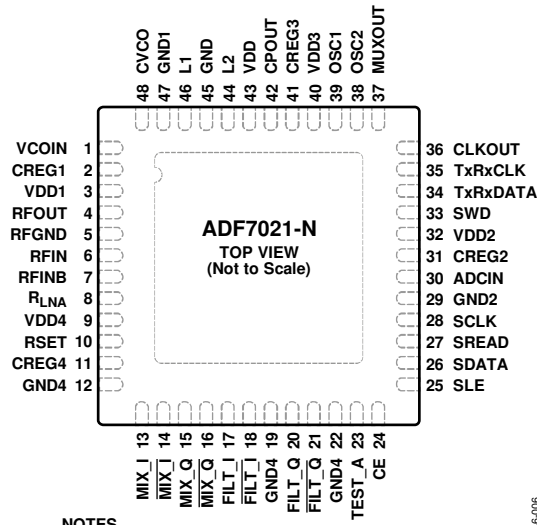 48 CVCO
47 GND1
46 L1
45 GND
44 L2
43 VDD
42 CPOUT
41 CREG3
40 VDD3
39 OSC1
38 OSC2
37 MUXOUT
VCOIN 1
CREG1 2
VDD1 3
RFOUT 4
RFGND 5
RFIN 6
RFINB 7
RLNA 8
VDD4 9
RSET 10
CREG4 11
GND4 12
ADF7021-N
TOP VIEW
(Not to Scale)
36 CLKOUT
35 TxRxCLK
34 TxRxDATA
33 SWD
32 VDD2
31 CREG2
30 ADCIN
29 GND2
28 SCLK
27 SREAD
26 SDATA
25 SLE
MIX_I 13
MIX_I 14
MIX_Q 15
MIX_Q 16
FILT_I 17
FILT_I 18
GND4 19
FILT_Q 20
FILT_Q 21
GND4 22
TEST_A 23
CE 24
NOTES
6-006